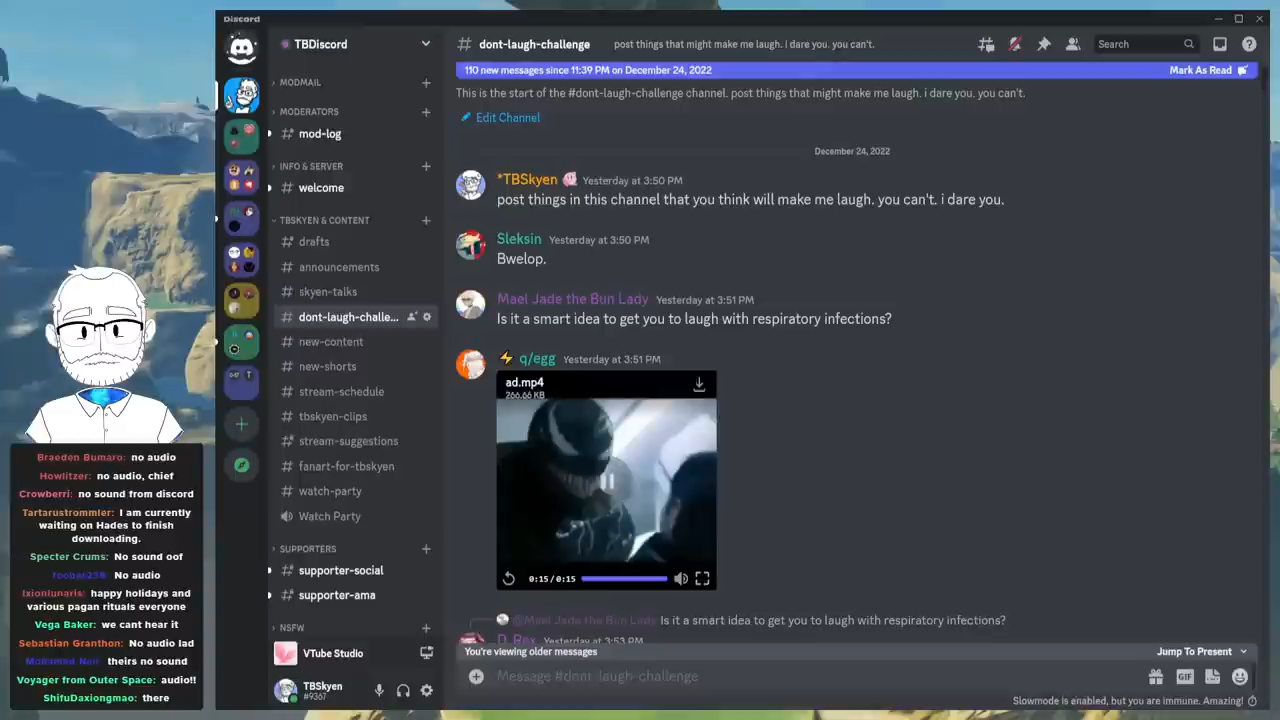 Discord
TBDiscord
# dont-laugh-challenge
post things that might make me laugh. i dare you. you can't.
Search
110 new messages since 11:39 PM on December 24, 2022
Mark As Read
This is the start of the #dont-laugh-challenge channel. post things that might make me laugh. i dare you. you can't.
Edit Channel
MODMAIL
MODERATORS
# mod-log
INFO & SERVER
# welcome
TBSKYEN & CONTENT
# drafts
# announcements
# skyen-talks
# dont-laugh-challe...
# new-content
# new-shorts
# stream-schedule
# tbskyen-clips
# stream-suggestions
# fanart-for-tbskyen
# watch-party
Watch Party
SUPPORTERS
# supporter-social
# supporter-ama
NSFW
VTube Studio
TBSkyen
#9367
December 24, 2022
*TBSkyen Yesterday at 3:50 PM
post things in this channel that you think will make me laugh. you can't. i dare you.
Sleksin Yesterday at 3:50 PM
Bwelop.
Mael Jade the Bun Lady Yesterday at 3:51 PM
Is it a smart idea to get you to laugh with respiratory infections?
q/egg Yesterday at 3:51 PM
ad.mp4
266.66 KB
0:15/0:15
@Mael Jade the Bun Lady Is it a smart idea to get you to laugh with respiratory infections?
D_Rex Yesterday at 3:53 PM
You're viewing older messages
Jump To Present
Message #dont-laugh-challenge
GIF
Slowmode is enabled, but you are immune. Amazing!
Braeden Bumaro: no audio
Howlitzer: no audio, chief
Crowberri: no sound from discord
Tartarustrommler: I am currently
waiting on Hades to finish
downloading.
Specter Crums: No sound oof
No audio
Ixionlunaris: happy holidays and
various pagan rituals everyone
Vega Baker: we cant hear it
Sebastian Granthon: No audio lad
Mohamad Neil: theirs no sound
Voyager from Outer Space: audio!!
ShifuDaxiongmao: there